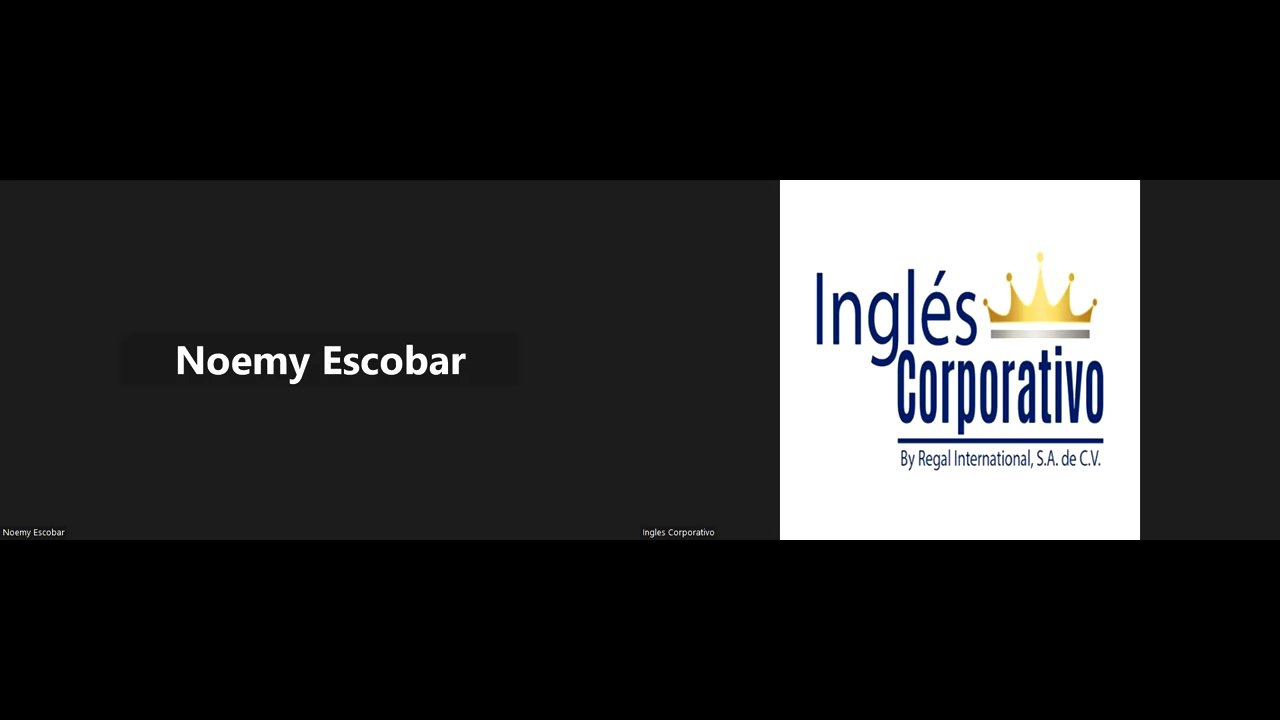 Noemy Escobar
Inglés
Corporativo
By Regal International, S.A. de C.V.
Noemy Escobar
Ingles Corporativo